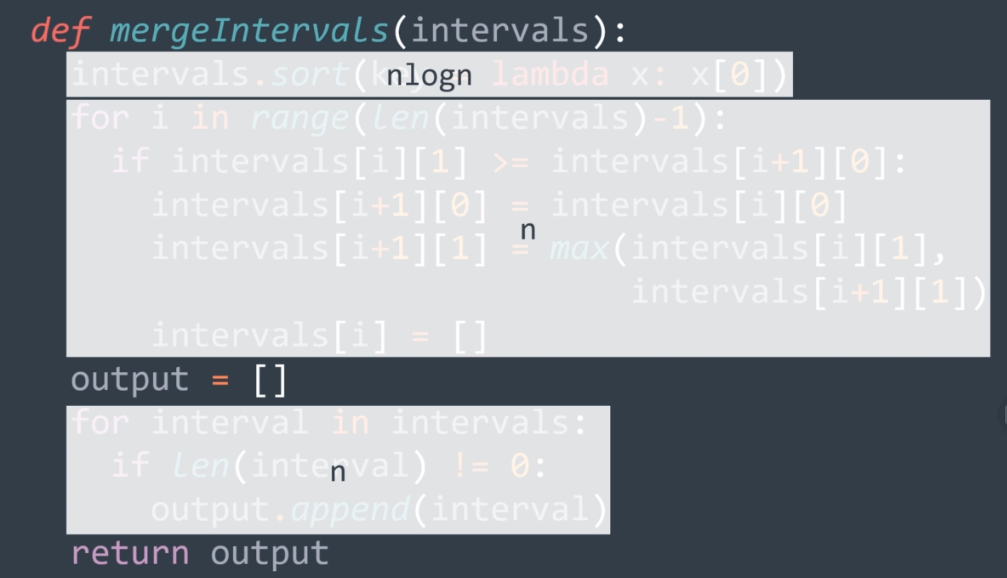 def mergeIntervals(intervals):
intervals.sort(k nlogn lambda x: x[0])
for i in range(len(intervals)-1):
if intervals[i][1] >= intervals[i+1][0]:
intervals[i+1][0] = intervals[i][0]
n
intervals[i+1][1] = max(intervals[i][1],
intervals[i+1][1])
intervals[i] = []
output = []
for interval in intervals:
if len(interval) != 0:
n
output.append(interval)
return output